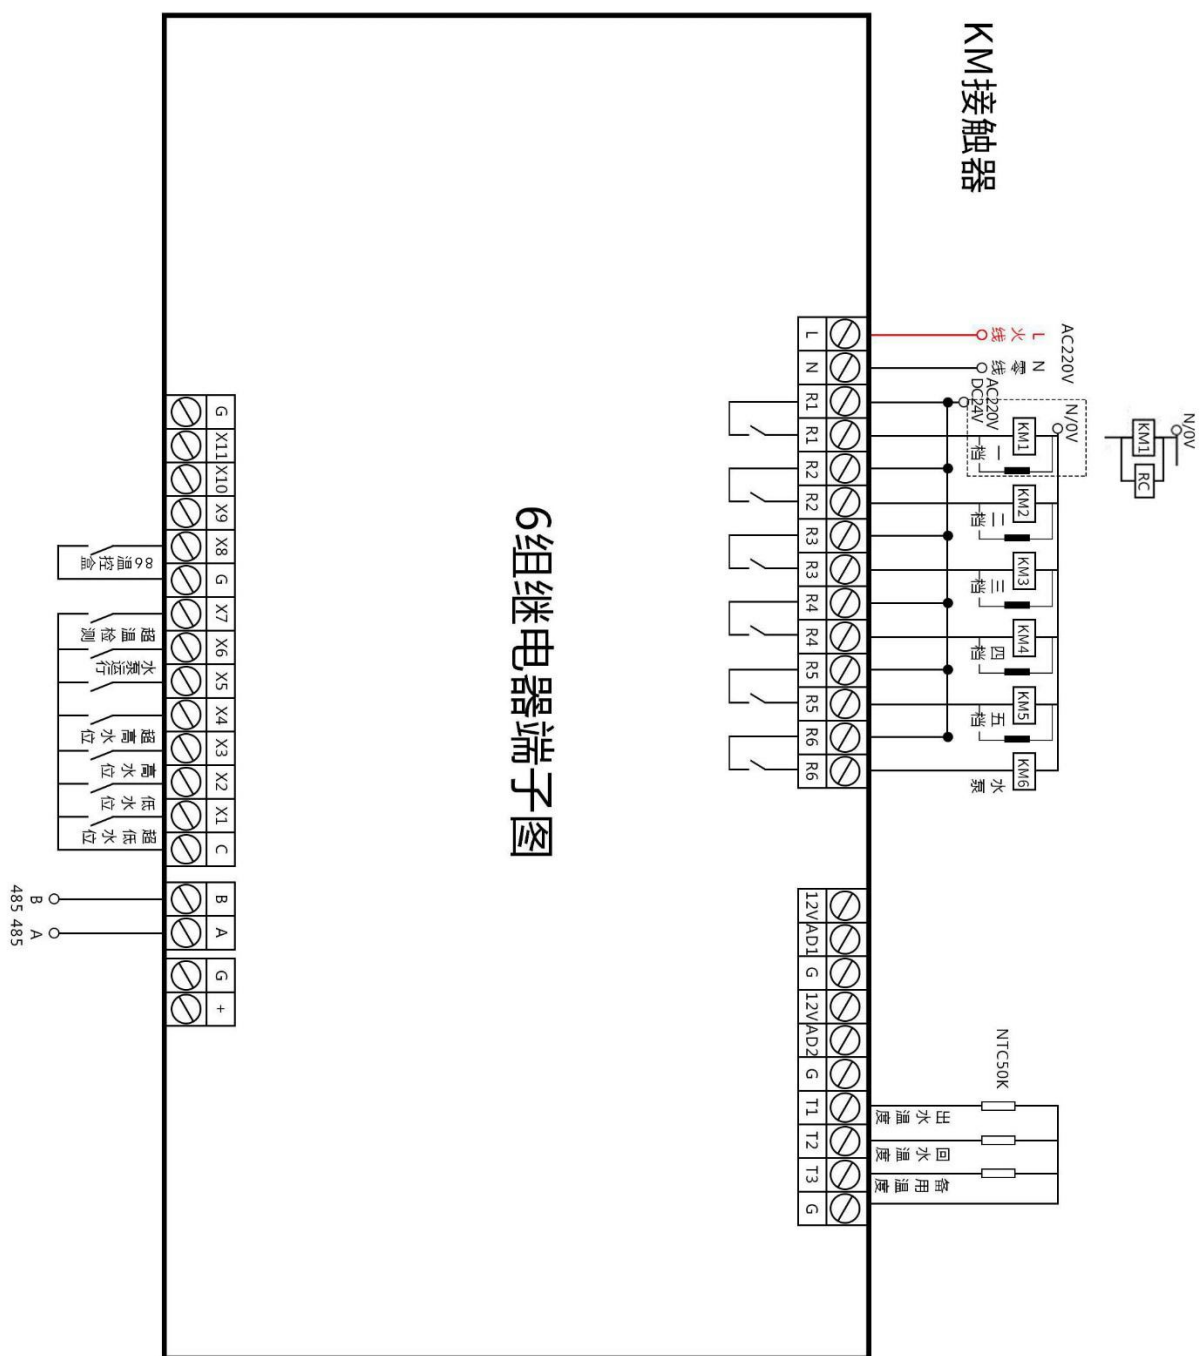 KM接触器
AC220V
L 火线
N 零线
AC220V
DC24V
N/0V
N/0V
KM1
RC
KM1
KM2
KM3
KM4
KM5
KM6
一档
二档
三档
四档
五档
水泵
NTC50K
出水温度
回水温度
备用温度
L
N
R1
R1
R2
R2
R3
R3
R4
R4
R5
R5
R6
R6
12V
AD1
G
12V
AD2
G
T1
T2
T3
G
6组继电器端子图
G
X11
X10
X9
X8
G
X7
X6
X5
X4
X3
X2
X1
C
B
A
G
+
86温控盒
超温检测
水泵运行
超高水位
高水位
低水位
超低水位
B
A
485 485